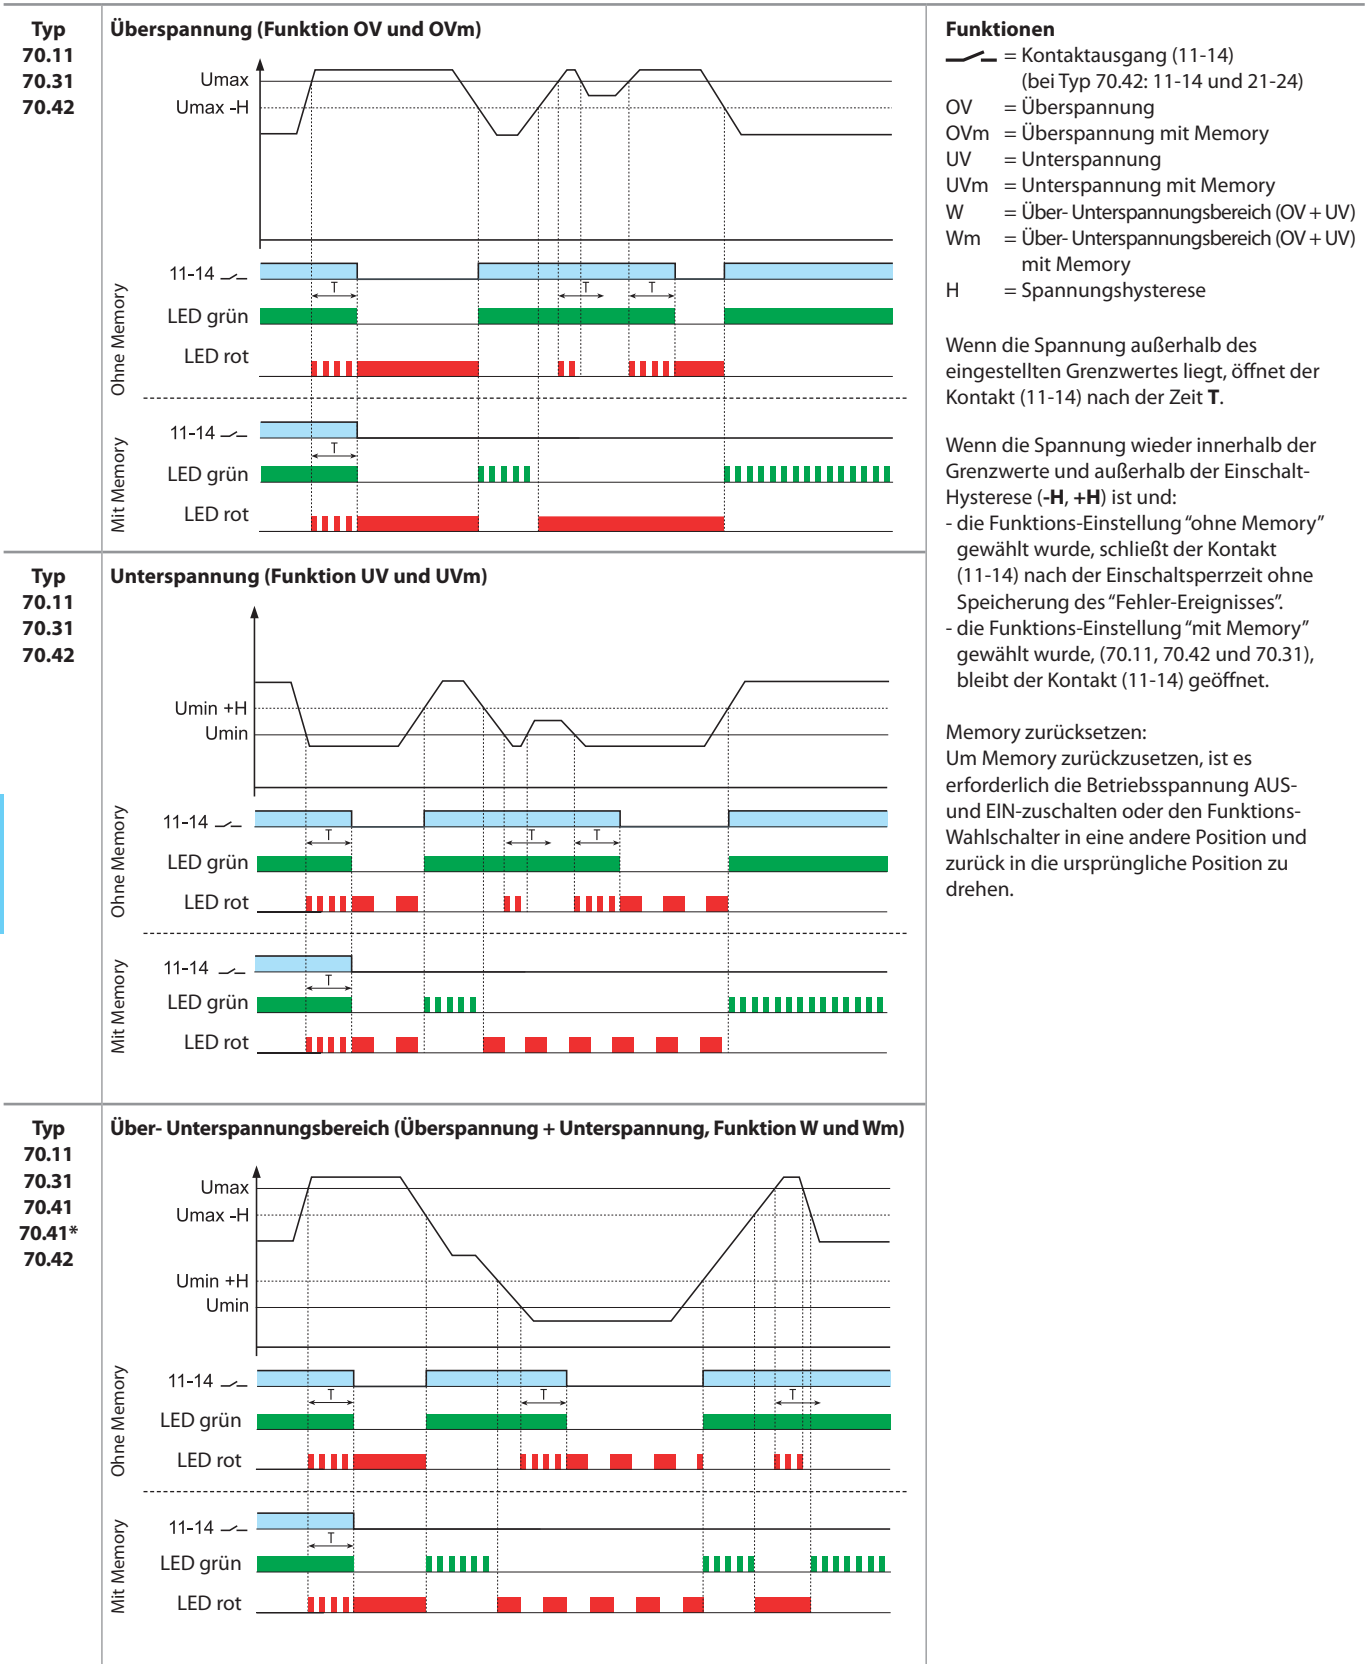 Typ
70.11
70.31
70.42
Überspannung (Funktion OV und OVm)
Umax
Umax -H
Ohne Memory
11-14
T
T
T
LED grün
LED rot
Mit Memory
11-14
T
LED grün
LED rot
Typ
70.11
70.31
70.42
Unterspannung (Funktion UV und UVm)
Umin +H
Umin
Ohne Memory
11-14
T
T
T
LED grün
LED rot
Mit Memory
11-14
T
LED grün
LED rot
Typ
70.11
70.31
70.41
70.41*
70.42
Über- Unterspannungsbereich (Überspannung + Unterspannung, Funktion W und Wm)
Umax
Umax -H
Umin +H
Umin
Ohne Memory
11-14
T
T
T
LED grün
LED rot
Mit Memory
11-14
T
LED grün
LED rot
Funktionen
= Kontaktausgang (11-14)
(bei Typ 70.42: 11-14 und 21-24)
OV = Überspannung
OVm = Überspannung mit Memory
UV = Unterspannung
UVm = Unterspannung mit Memory
W = Über- Unterspannungsbereich (OV + UV)
Wm = Über- Unterspannungsbereich (OV + UV)
mit Memory
H = Spannungshysterese
Wenn die Spannung außerhalb des
eingestellten Grenzwertes liegt, öffnet der
Kontakt (11-14) nach der Zeit T.
Wenn die Spannung wieder innerhalb der
Grenzwerte und außerhalb der Einschalt-
Hysterese (-H, +H) ist und:
- die Funktions-Einstellung “ohne Memory”
gewählt wurde, schließt der Kontakt
(11-14) nach der Einschaltsperrzeit ohne
Speicherung des “Fehler-Ereignisses”.
- die Funktions-Einstellung “mit Memory”
gewählt wurde, (70.11, 70.42 und 70.31),
bleibt der Kontakt (11-14) geöffnet.
Memory zurücksetzen:
Um Memory zurückzusetzen, ist es
erforderlich die Betriebsspannung AUS-
und EIN-zuschalten oder den Funktions-
Wahlschalter in eine andere Position und
zurück in die ursprüngliche Position zu
drehen.